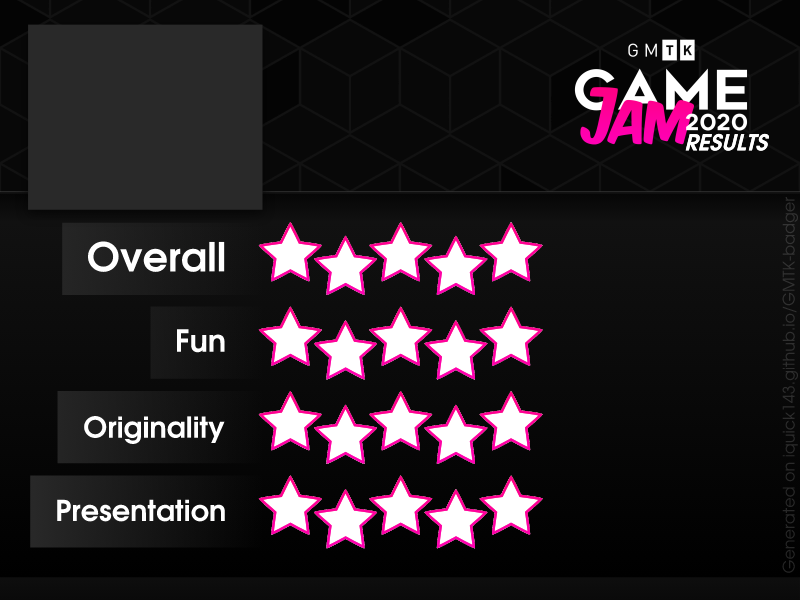 GMTK
GAME
JAM
2020
RESULTS
Overall
Fun
Originality
Presentation
Generated on iquick143.github.io/GMTK-badger